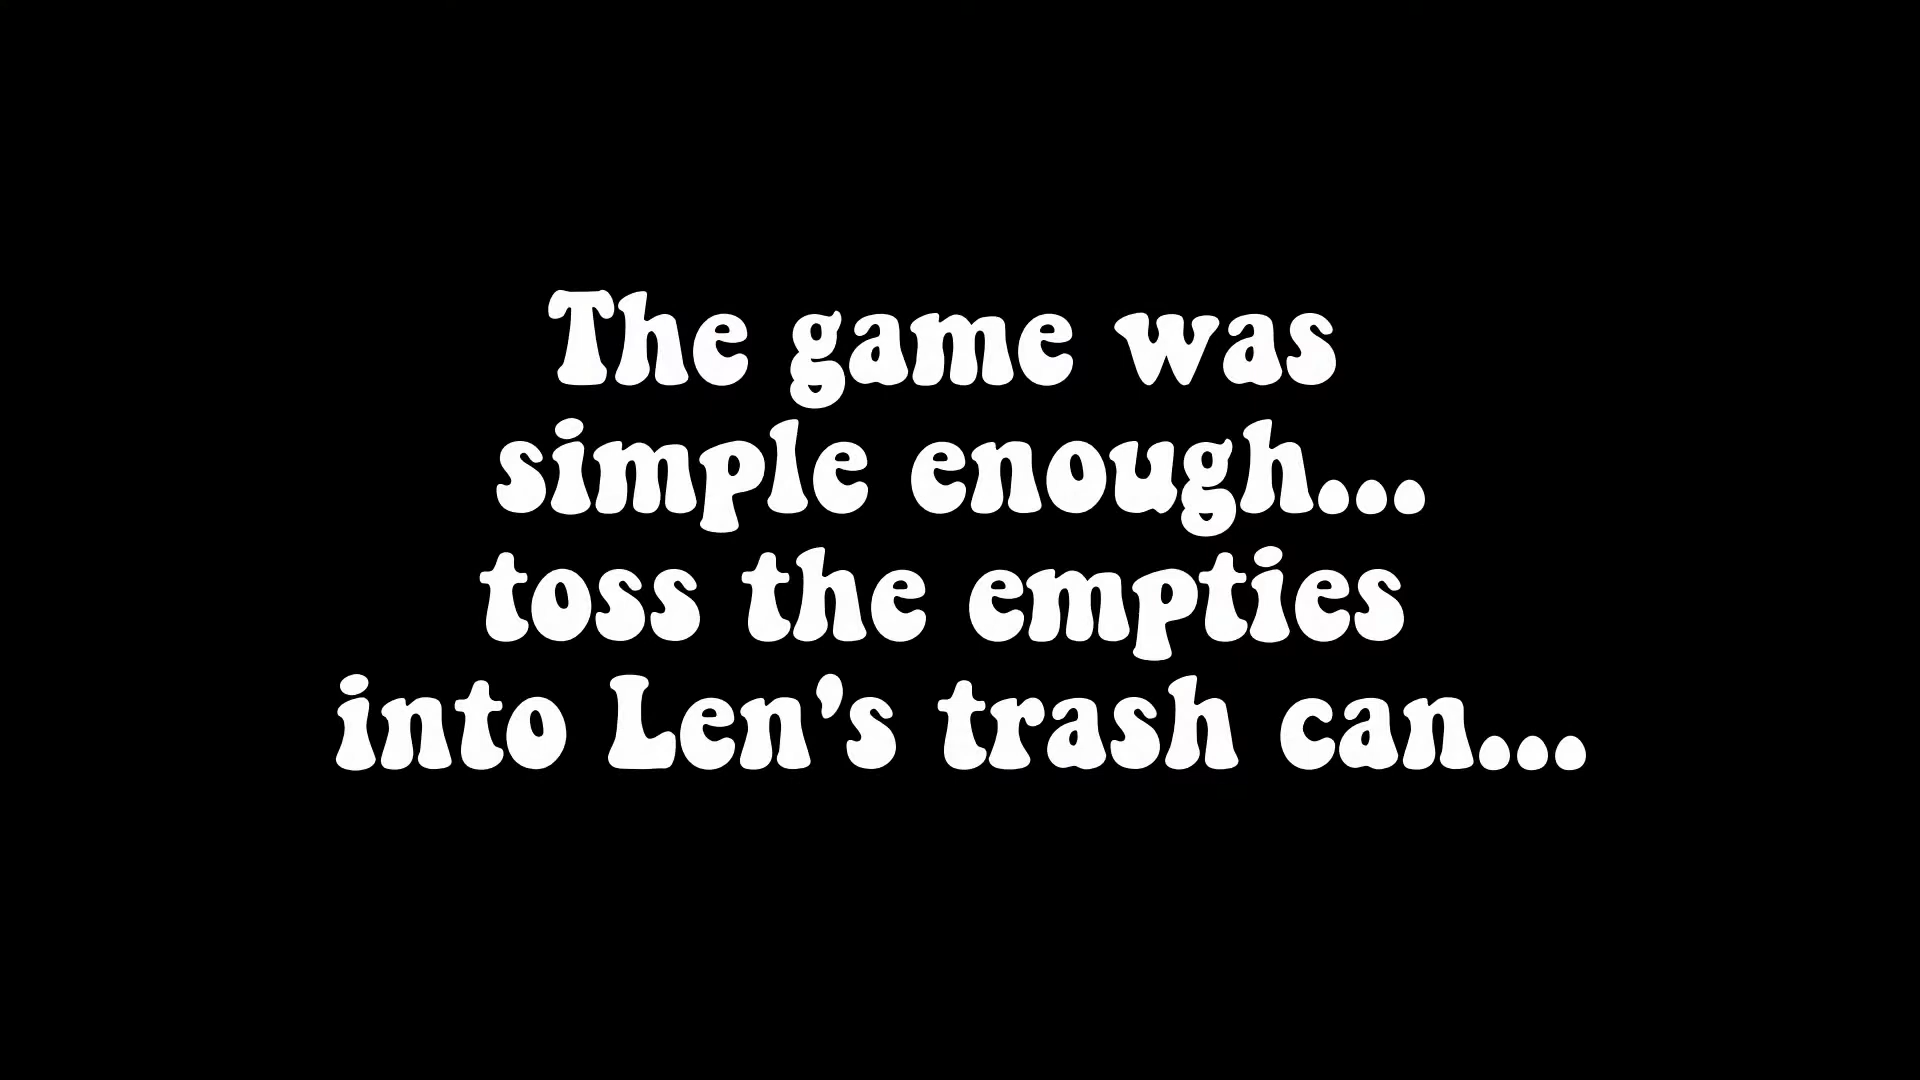 The game was
simple enough...
toss the empties
into Len's trash can...